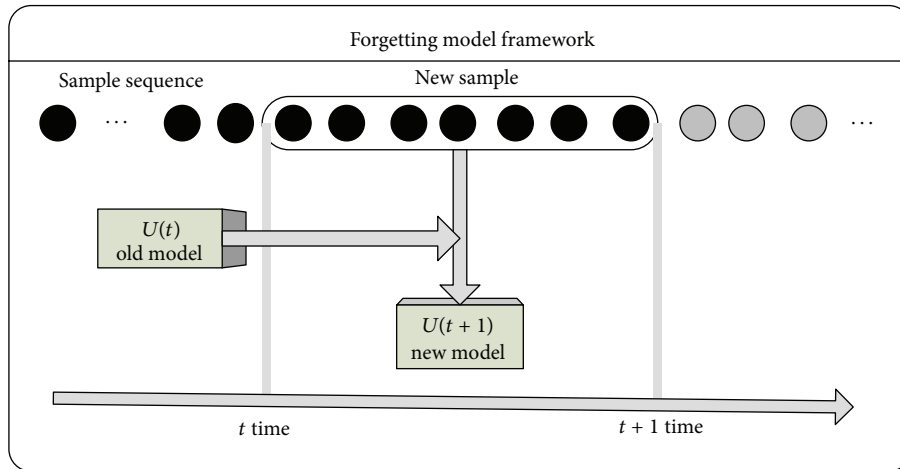 Forgetting model framework
Sample sequence
New sample
...
...
U(t)
old model
U(t + 1)
new model
t time
t + 1 time